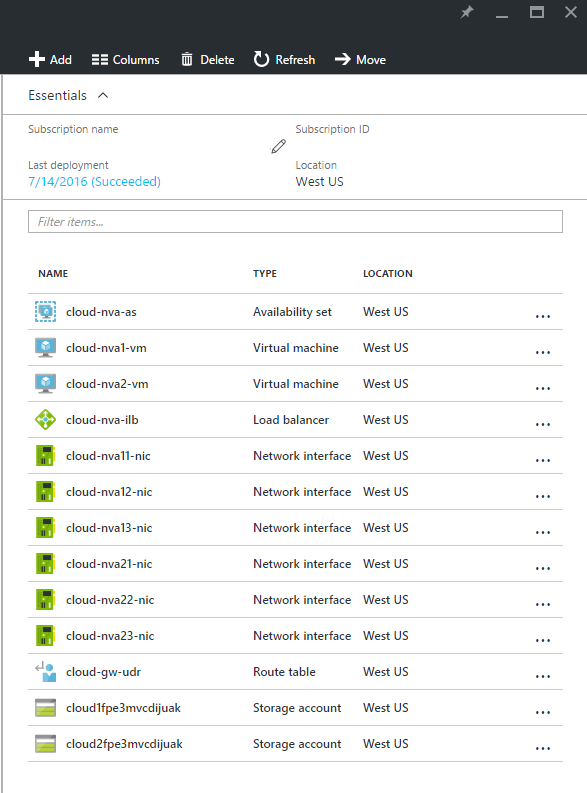 Add Columns Delete Refresh Move
Essentials
Subscription name Subscription ID
Last deployment Location
7/14/2016 (Succeeded) West US
Filter items...
NAME TYPE LOCATION
cloud-nva-as Availability set West US ...
cloud-nva1-vm Virtual machine West US ...
cloud-nva2-vm Virtual machine West US ...
cloud-nva-ilb Load balancer West US ...
cloud-nva11-nic Network interface West US ...
cloud-nva12-nic Network interface West US ...
cloud-nva13-nic Network interface West US ...
cloud-nva21-nic Network interface West US ...
cloud-nva22-nic Network interface West US ...
cloud-nva23-nic Network interface West US ...
cloud-gw-udr Route table West US ...
cloud1fpe3mvcdijuak Storage account West US ...
cloud2fpe3mvcdijuak Storage account West US ...